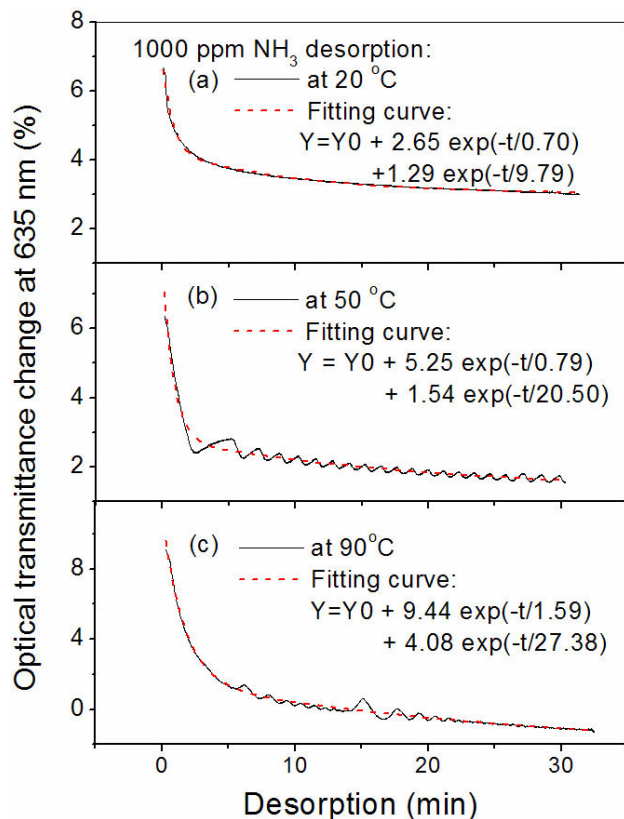 Optical transmittance change at 635 nm (%)
8
6
4
2
1000 ppm NH3 desorption:
(a)
at 20 °C
Fitting curve:
Y=Y0 + 2.65 exp(-t/0.70)
+1.29 exp(-t/9.79)
6
4
2
(b)
at 50 °C
Fitting curve:
Y = Y0 + 5.25 exp(-t/0.79)
+ 1.54 exp(-t/20.50)
8
4
0
(c)
at 90°C
Fitting curve:
Y=Y0 + 9.44 exp(-t/1.59)
+ 4.08 exp(-t/27.38)
0 10 20 30
Desorption (min)